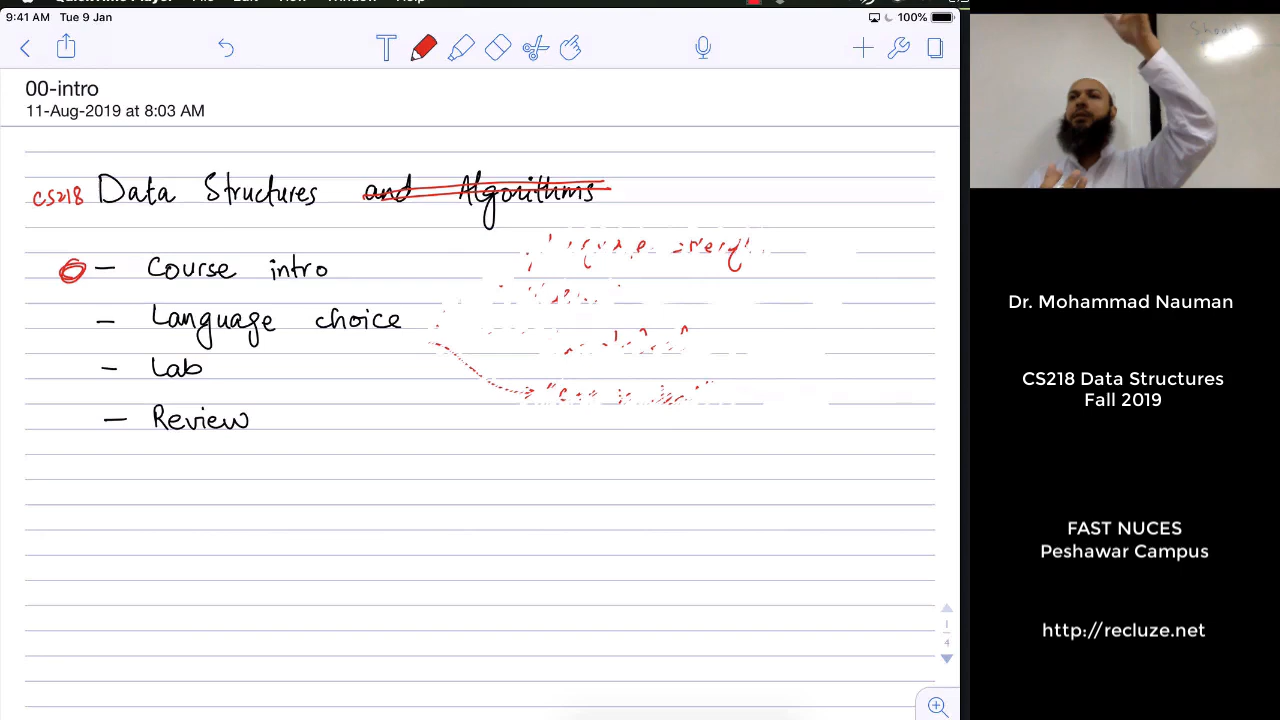 9:41 AM Tue 9 Jan
100%
00-intro
11-Aug-2019 at 8:03 AM
CS218 Data Structures and Algorithms
— Course intro
— Language choice
— Lab
— Review
1
4
Dr. Mohammad Nauman
CS218 Data Structures
Fall 2019
FAST NUCES
Peshawar Campus
http://recluze.net